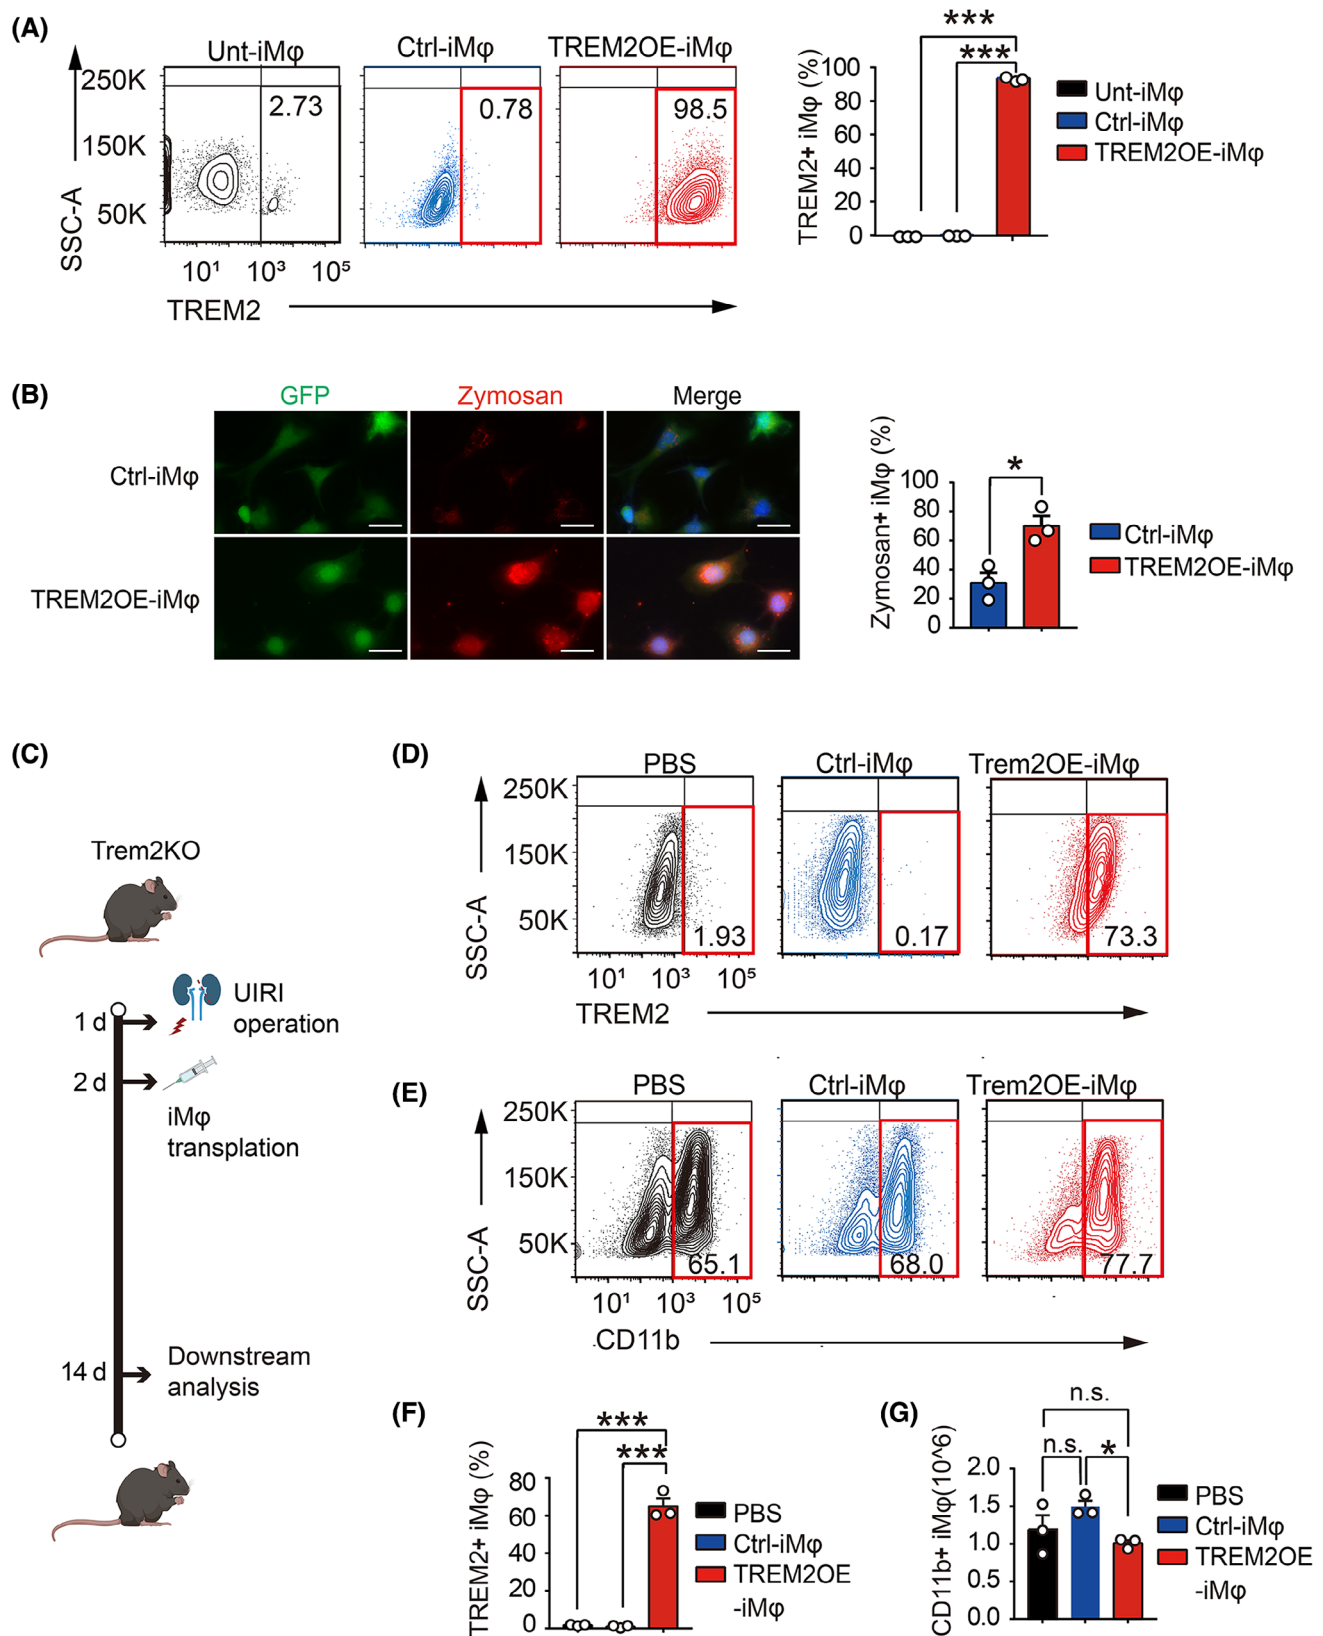 (A)
Unt-iMφ
Ctrl-iMφ
TREM2OE-iMφ
250K
150K
50K
SSC-A
2.73
0.78
98.5
10¹
10³
10⁵
TREM2
***
***
TREM2+ iMφ (%)
100
80
60
40
20
0
Unt-iMφ
Ctrl-iMφ
TREM2OE-iMφ
(B)
GFP
Zymosan
Merge
Ctrl-iMφ
TREM2OE-iMφ
*
Zymosan+ iMφ (%)
100
80
60
40
20
0
Ctrl-iMφ
TREM2OE-iMφ
(C)
Trem2KO
1 d
UIRI
operation
2 d
iMφ
transplation
14 d
Downstream
analysis
(D)
PBS
Ctrl-iMφ
Trem2OE-iMφ
250K
150K
50K
SSC-A
1.93
0.17
73.3
10¹
10³
10⁵
TREM2
(E)
PBS
Ctrl-iMφ
Trem2OE-iMφ
250K
150K
50K
SSC-A
65.1
68.0
77.7
10¹
10³
10⁵
CD11b
(F)
***
***
TREM2+ iMφ (%)
80
60
40
20
0
PBS
Ctrl-iMφ
TREM2OE
-iMφ
(G)
n.s.
n.s.
*
CD11b+ iMφ(10^6)
2.0
1.5
1.0
0.5
0.0
PBS
Ctrl-iMφ
TREM2OE
-iMφ